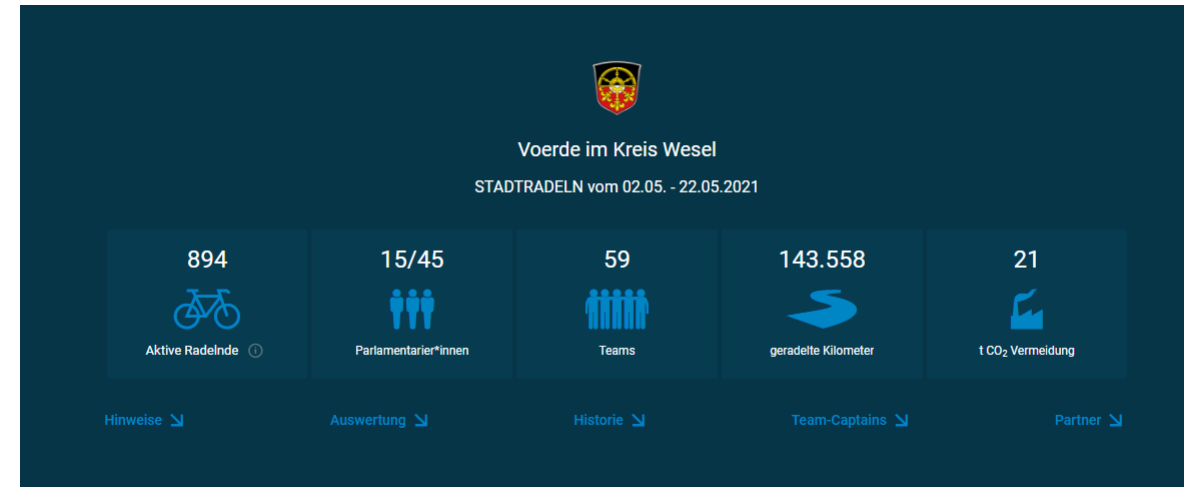 Voerde im Kreis Wesel
STADTRADELN vom 02.05. - 22.05.2021
894
15/45
59
143.558
21
Aktive Radelnde
Parlamentarier*innen
Teams
geradelte Kilometer
t CO₂ Vermeidung
Hinweise
Auswertung
Historie
Team-Captains
Partner